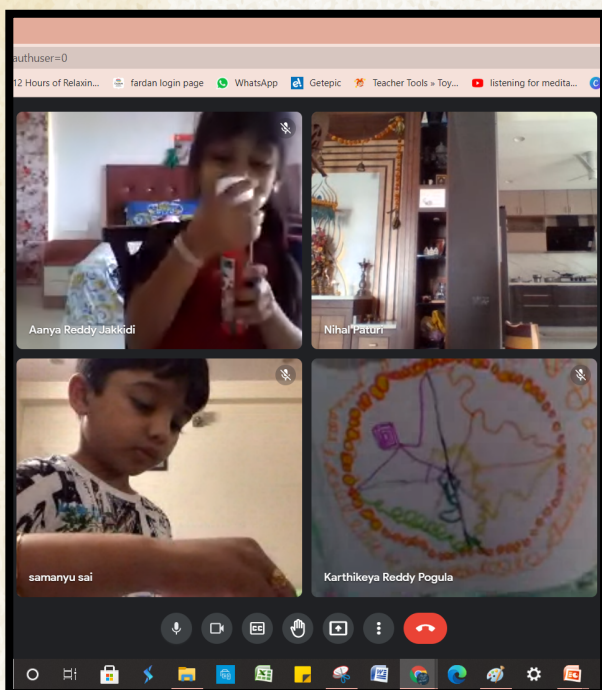 authuser=0
12 Hours of Relaxin... fardan login page WhatsApp Getepic Teacher Tools » Toy... listening for medita...
Aanya Reddy Jakkidi
Nihal Paturi
samanyu sai
Karthikeya Reddy Pogula
CC